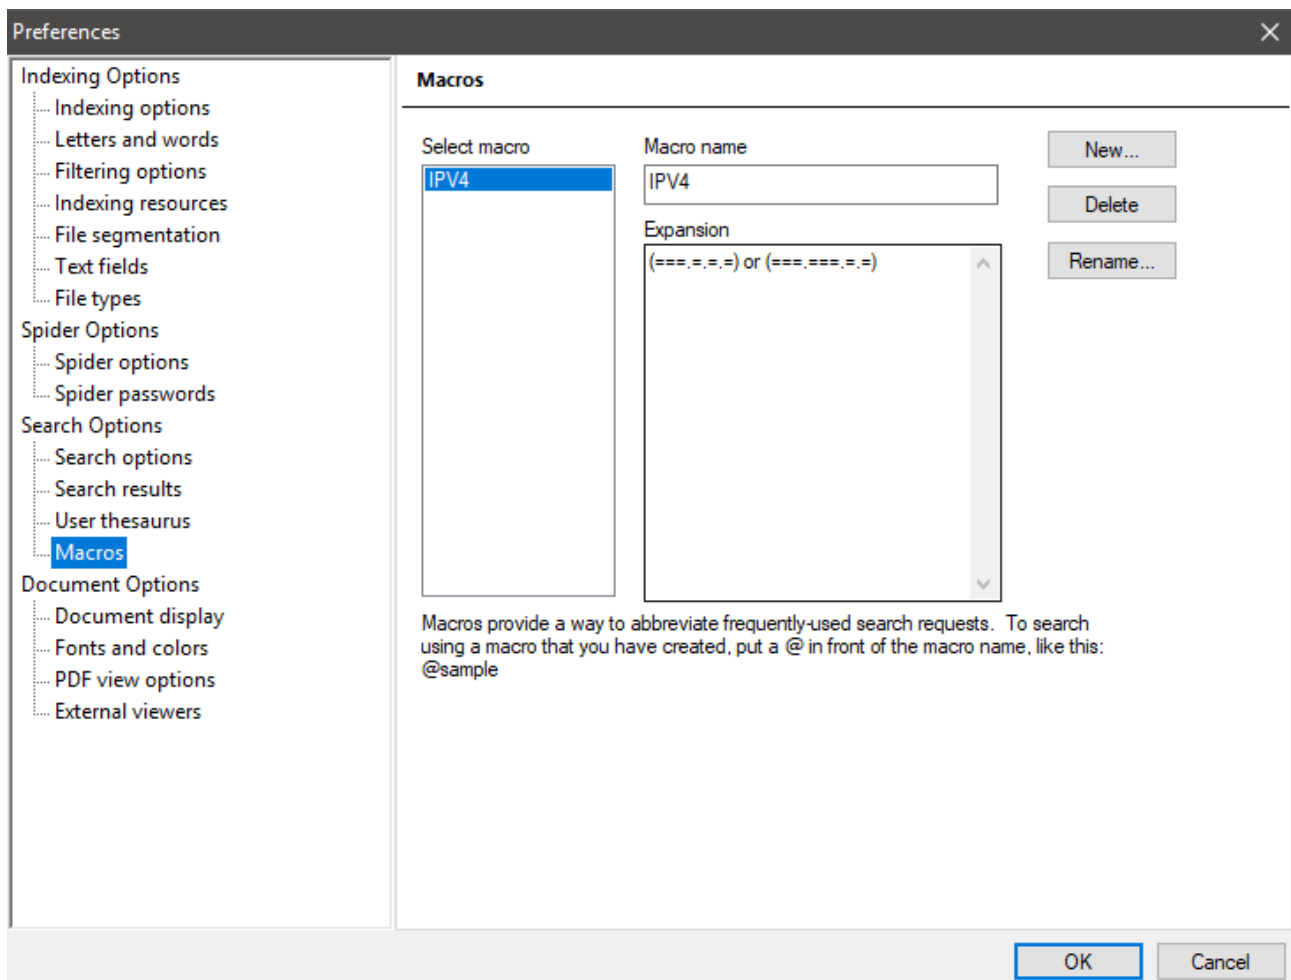 Preferences
Indexing Options
Indexing options
Letters and words
Filtering options
Indexing resources
File segmentation
Text fields
File types
Spider Options
Spider options
Spider passwords
Search Options
Search options
Search results
User thesaurus
Macros
Document Options
Document display
Fonts and colors
PDF view options
External viewers
Macros
Select macro
IPV4
Macro name
IPV4
Expansion
(===.=.=.=) or (===.===.=.=)
New...
Delete
Rename...
Macros provide a way to abbreviate frequently-used search requests. To search
using a macro that you have created, put a @ in front of the macro name, like this:
@sample
OK
Cancel